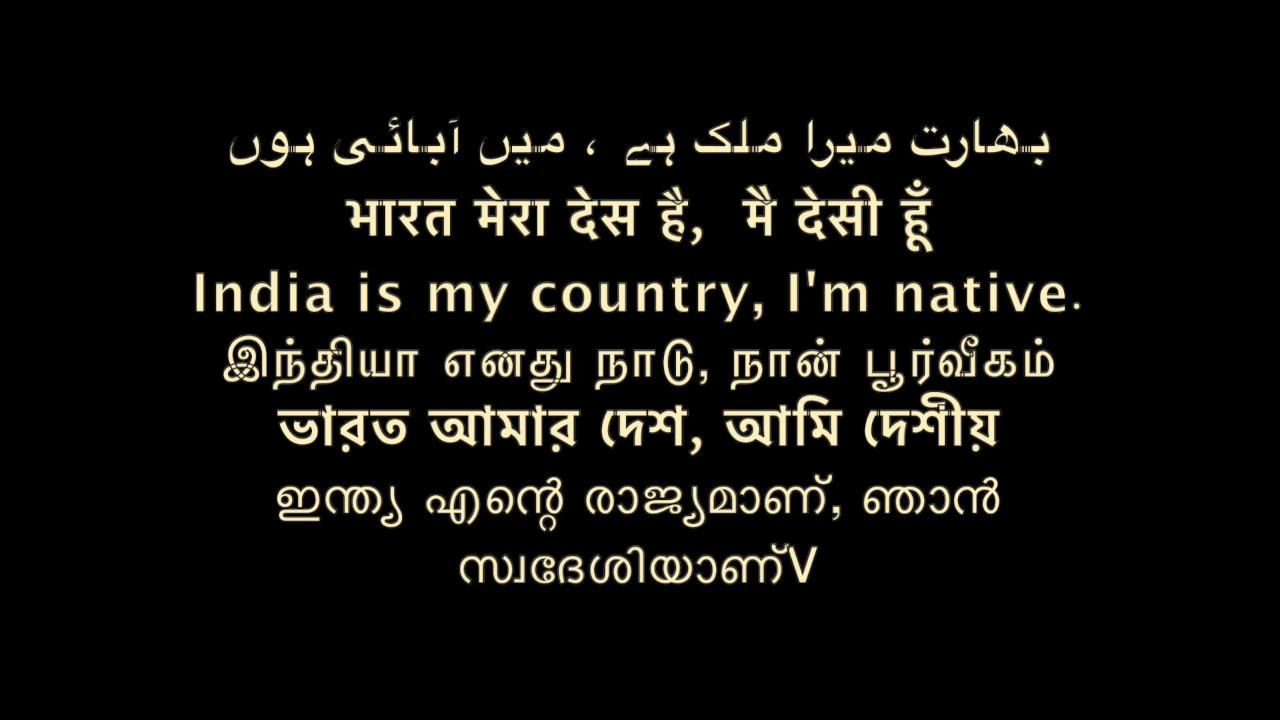 بھارت میرا ملک ہے ، میں آبائی ہوں
भारत मेरा देस है, मै देसी हूँ
India is my country, I'm native.
இந்தியா எனது நாடு, நான் பூர்வீகம்
ভারত আমার দেশ, আমি দেশীয়
ഇന്ത്യ എന്റെ രാജ്യമാണ്, ഞാൻ
സ്വദേശിയാണ്V